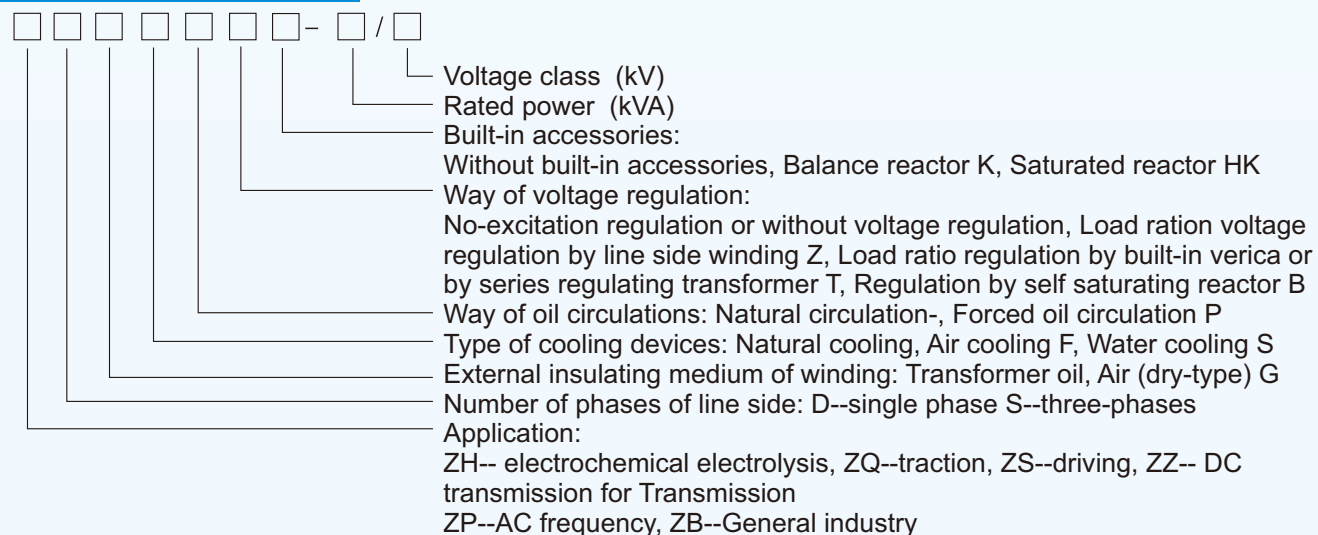 □ □ □ □ □ □ □ – □ / □
Voltage class (kV)
Rated power (kVA)
Built-in accessories:
Without built-in accessories, Balance reactor K, Saturated reactor HK
Way of voltage regulation:
No-excitation regulation or without voltage regulation, Load ration voltage
regulation by line side winding Z, Load ratio regulation by built-in verica or
by series regulating transformer T, Regulation by self saturating reactor B
Way of oil circulations: Natural circulation-, Forced oil circulation P
Type of cooling devices: Natural cooling, Air cooling F, Water cooling S
External insulating medium of winding: Transformer oil, Air (dry-type) G
Number of phases of line side: D--single phase S--three-phases
Application:
ZH-- electrochemical electrolysis, ZQ--traction, ZS--driving, ZZ-- DC
transmission for Transmission
ZP--AC frequency, ZB--General industry